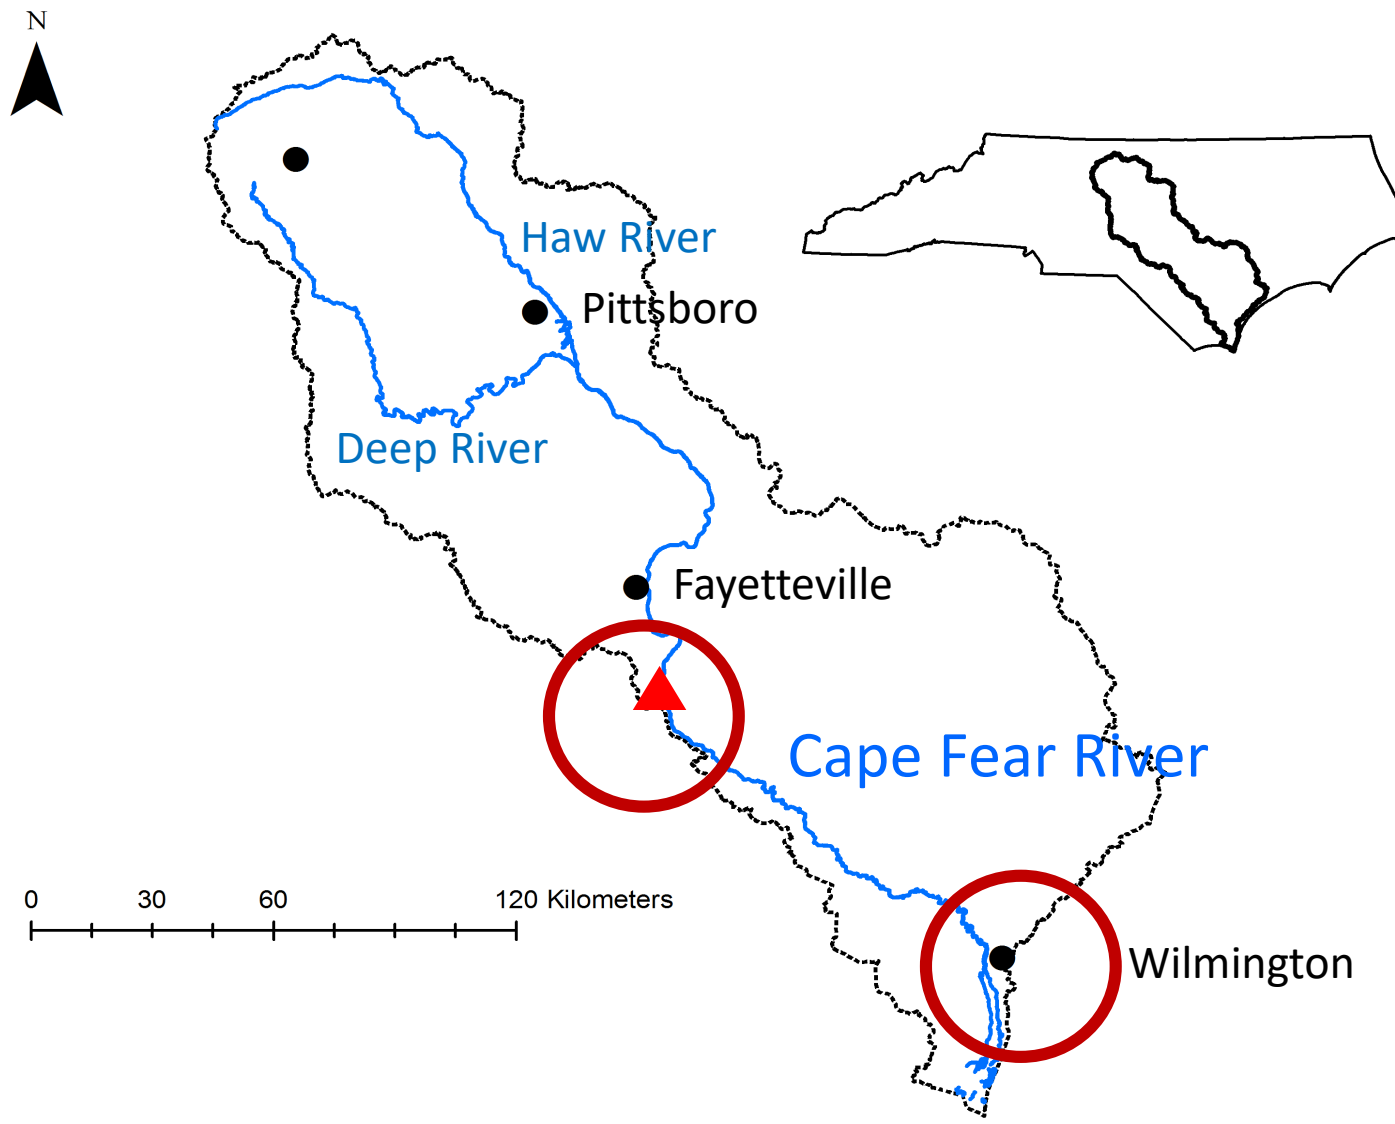 N
Haw River
Pittsboro
Deep River
Fayetteville
Cape Fear River
0 30 60 120 Kilometers
Wilmington